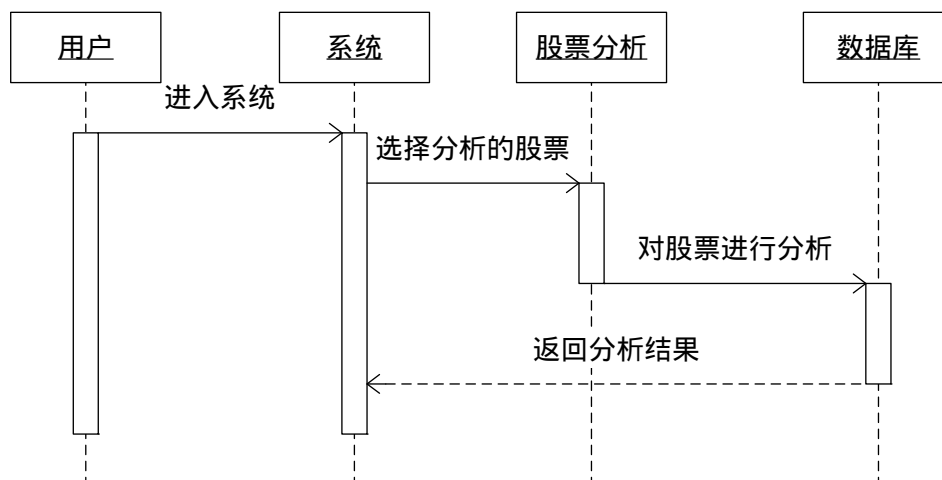 用户
系统
股票分析
数据库
进入系统
选择分析的股票
对股票进行分析
返回分析结果